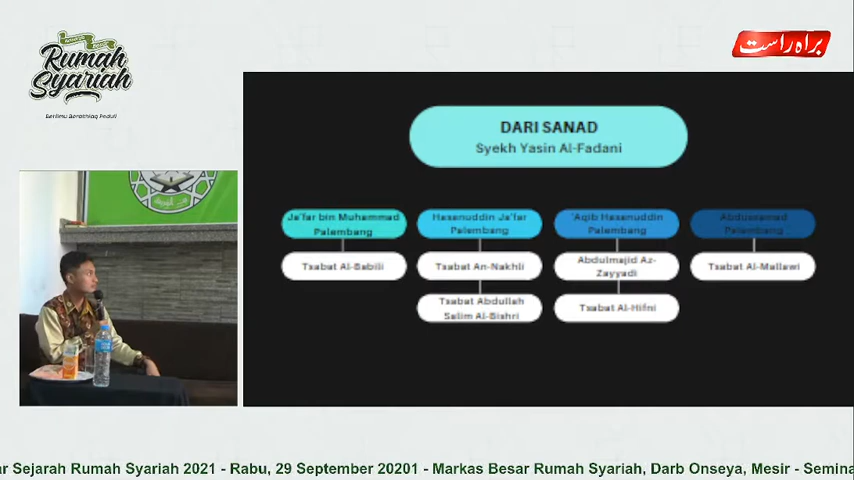 Rumah
Syariah
Berilmu Berakhlaq Peduli
براه راست
DARI SANAD
Syekh Yasin Al-Fadani
Ja'far bin Muhammad
Palembang
Tsabat Al-Babili
Hasanuddin Ja'far
Palembang
Tsabat An-Nakhli
Tsabat Abdullah
Salim Al-Bishri
'Aqib Hasanuddin
Palembang
Abdulmajid Az-
Zayyadi
Tsabat Al-Hifni
Abdussamad
Palembang
Tsabat Al-Mallawi
ar Sejarah Rumah Syariah 2021 - Rabu, 29 September 20201 - Markas Besar Rumah Syariah, Darb Onseya, Mesir - Semina